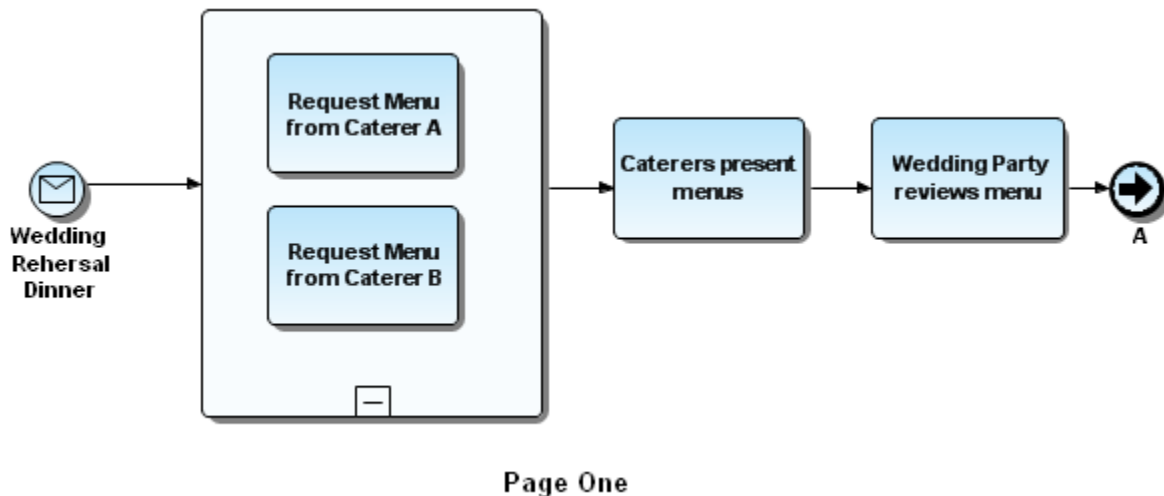 Request Menu
from Caterer A
Request Menu
from Caterer B
Wedding
Rehersal
Dinner
Caterers present
menus
Wedding Party
reviews menu
A
Page One